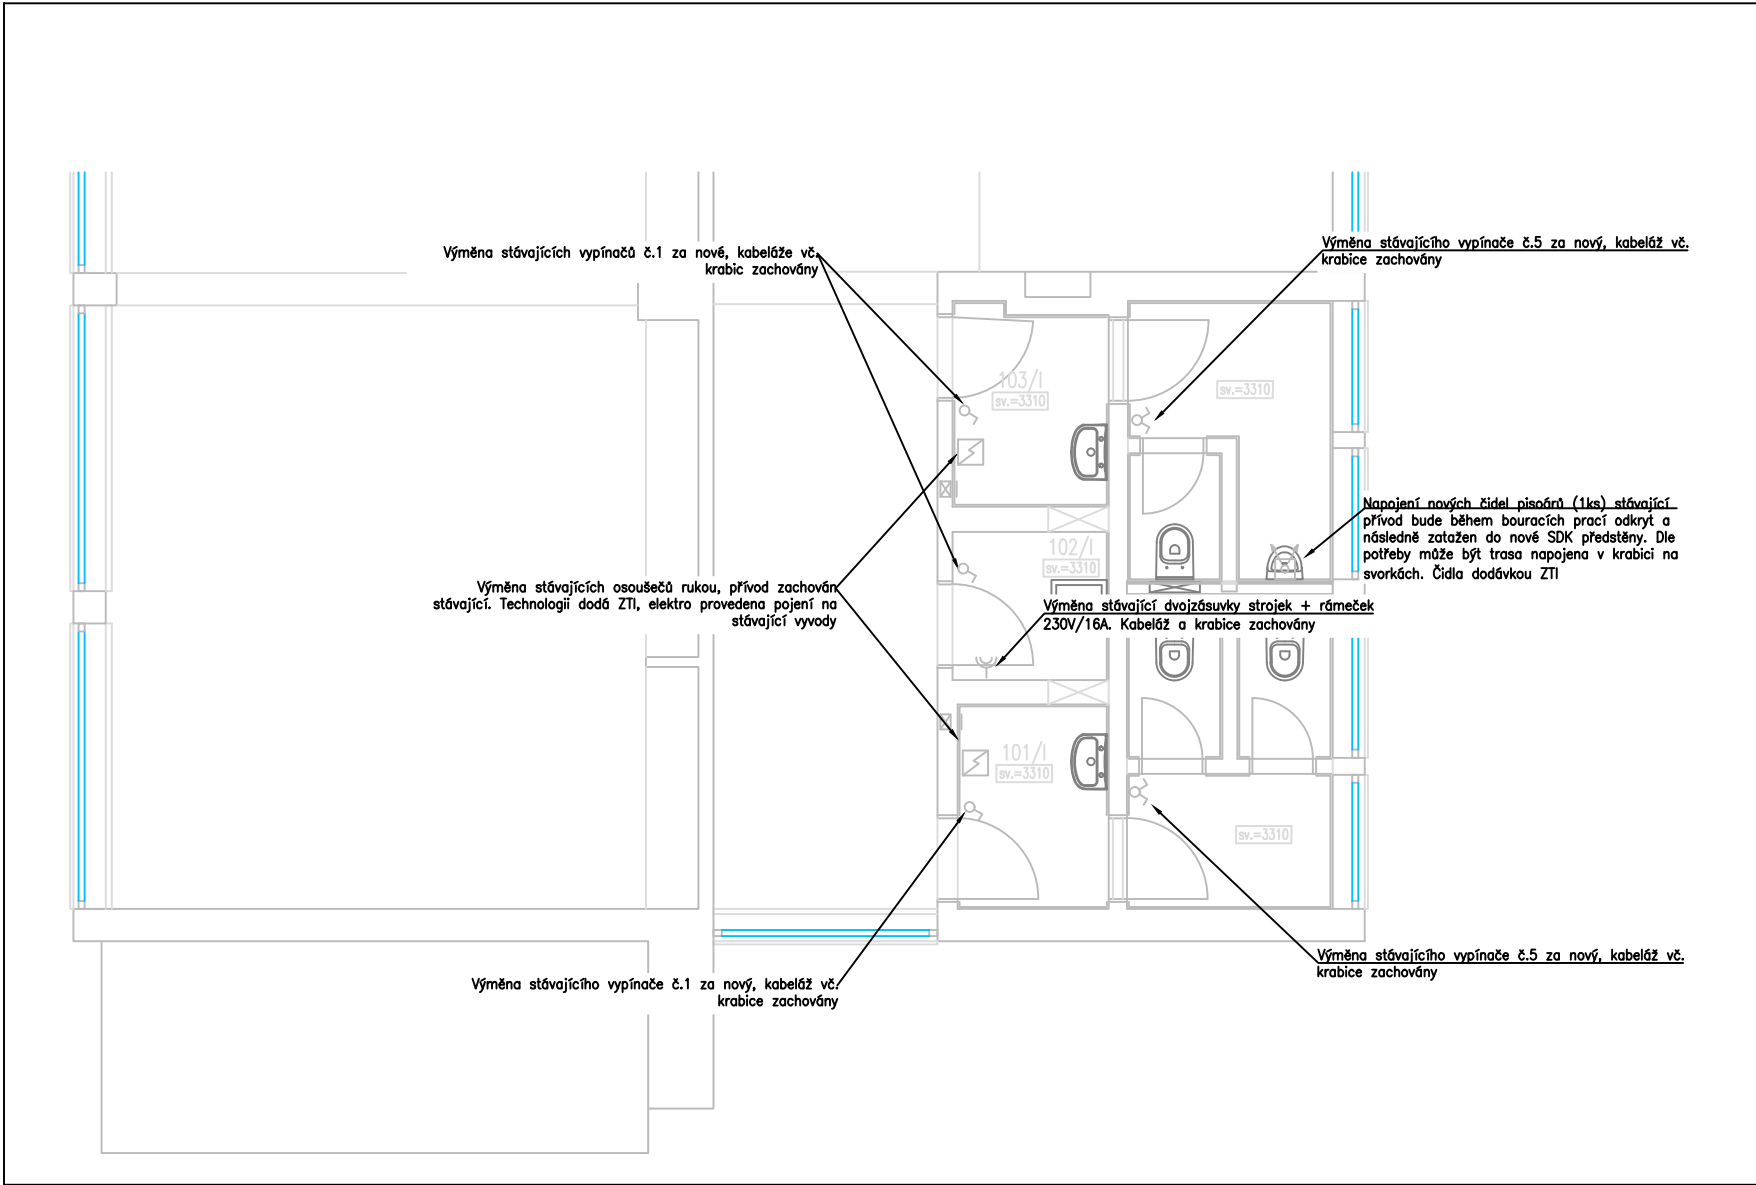 Výměna stávajících vypínačů č.1 za nové, kabeláže vč.
krabic zachovány
Výměna stávajícího vypínače č.5 za nový, kabeláž vč.
krabice zachovány
103/I
sv.=3310
sv.=3310
Napojení nových čidel pisoárů (1ks) stávající
přívod bude během bouracích prací odkryt a
následně zatažen do nové SDK předstěny. Dle
potřeby může být trasa napojena v krabici na
svorkách. Čidla dodávkou ZTI
102/I
sv.=3310
Výměna stávajících osoušečů rukou, přívod zachován
stávající. Technologii dodá ZTI, elektro provedena pojení na
stávající vyvody
Výměna stávající dvojzásuvky strojek + rámeček
230V/16A. Kabeláž a krabice zachovány
101/I
sv.=3310
sv.=3310
Výměna stávajícího vypínače č.1 za nový, kabeláž vč.
krabice zachovány
Výměna stávajícího vypínače č.5 za nový, kabeláž vč.
krabice zachovány